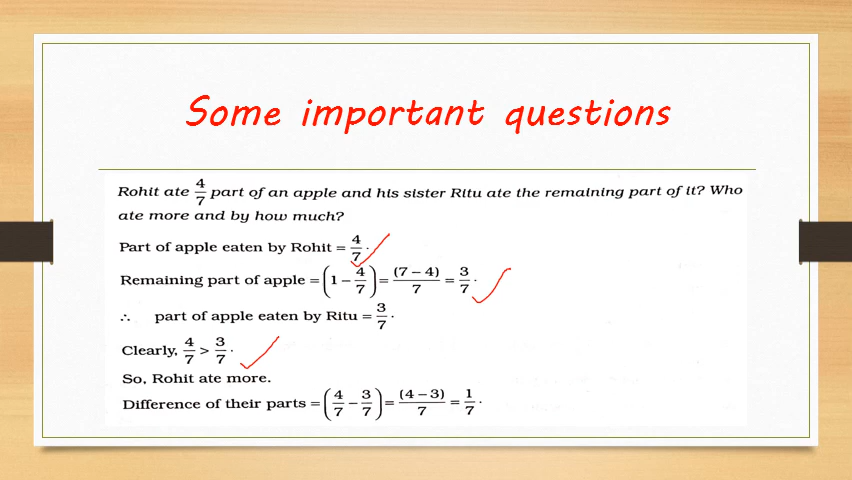 Some important questions
Rohit ate 4/7 part of an apple and his sister Ritu ate the remaining part of it? Who
ate more and by how much?
Part of apple eaten by Rohit = 4/7.
Remaining part of apple = (1 − 4/7) = (7 − 4)/7 = 3/7.
∴ part of apple eaten by Ritu = 3/7.
Clearly, 4/7 > 3/7.
So, Rohit ate more.
Difference of their parts = (4/7 − 3/7) = (4 − 3)/7 = 1/7.